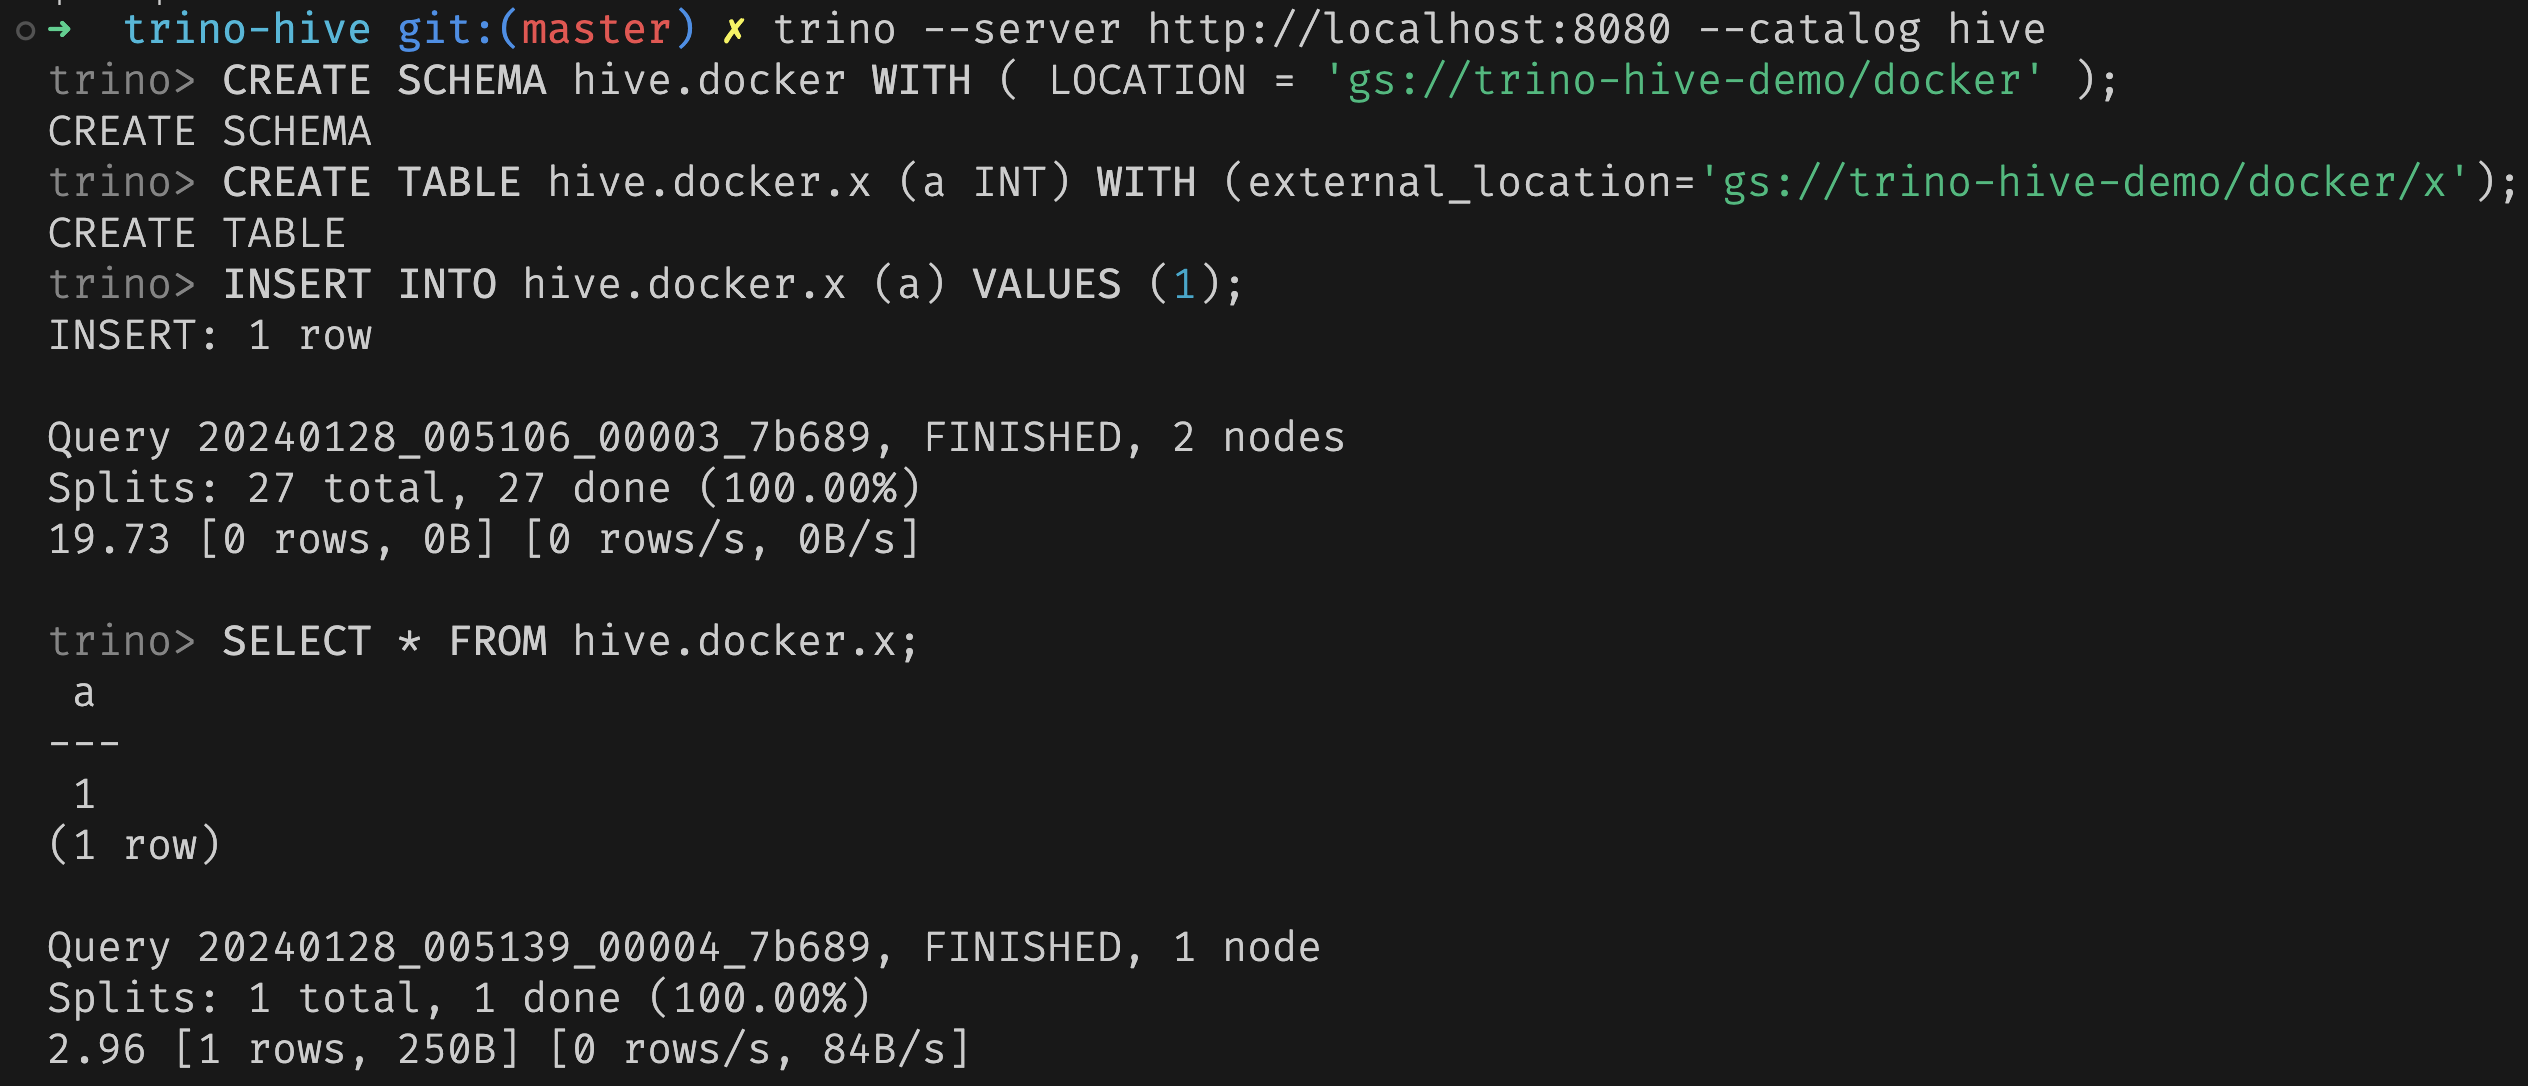 ➜  trino-hive git:(master) ✗ trino --server http://localhost:8080 --catalog hive
trino> CREATE SCHEMA hive.docker WITH ( LOCATION = 'gs://trino-hive-demo/docker' );
CREATE SCHEMA
trino> CREATE TABLE hive.docker.x (a INT) WITH (external_location='gs://trino-hive-demo/docker/x');
CREATE TABLE
trino> INSERT INTO hive.docker.x (a) VALUES (1);
INSERT: 1 row
Query 20240128_005106_00003_7b689, FINISHED, 2 nodes
Splits: 27 total, 27 done (100.00%)
19.73 [0 rows, 0B] [0 rows/s, 0B/s]
trino> SELECT * FROM hive.docker.x;
a
---
1
(1 row)
Query 20240128_005139_00004_7b689, FINISHED, 1 node
Splits: 1 total, 1 done (100.00%)
2.96 [1 rows, 250B] [0 rows/s, 84B/s]